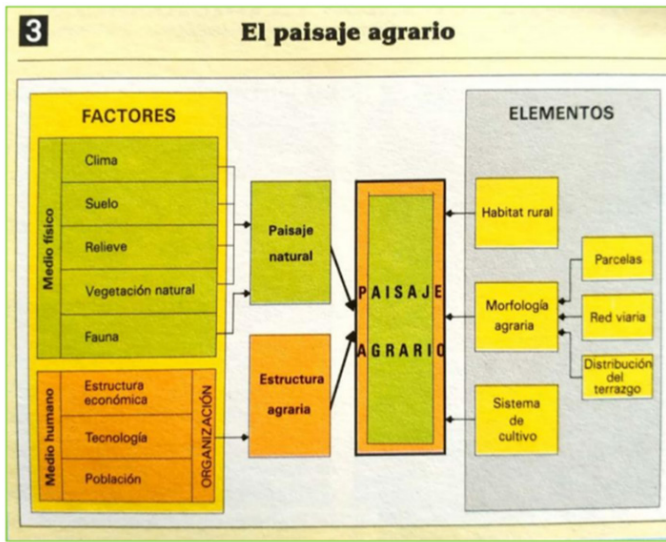 3
El paisaje agrario
FACTORES
Medio físico
Clima
Suelo
Relieve
Vegetación natural
Fauna
Medio humano
Estructura
económica
Tecnología
Población
ORGANIZACIÓN
Paisaje
natural
Estructura
agraria
PAISAJE
AGRARIO
ELEMENTOS
Habitat rural
Morfología
agraria
Sistema
de
cultivo
Parcelas
Red viaria
Distribución
del
terrazgo